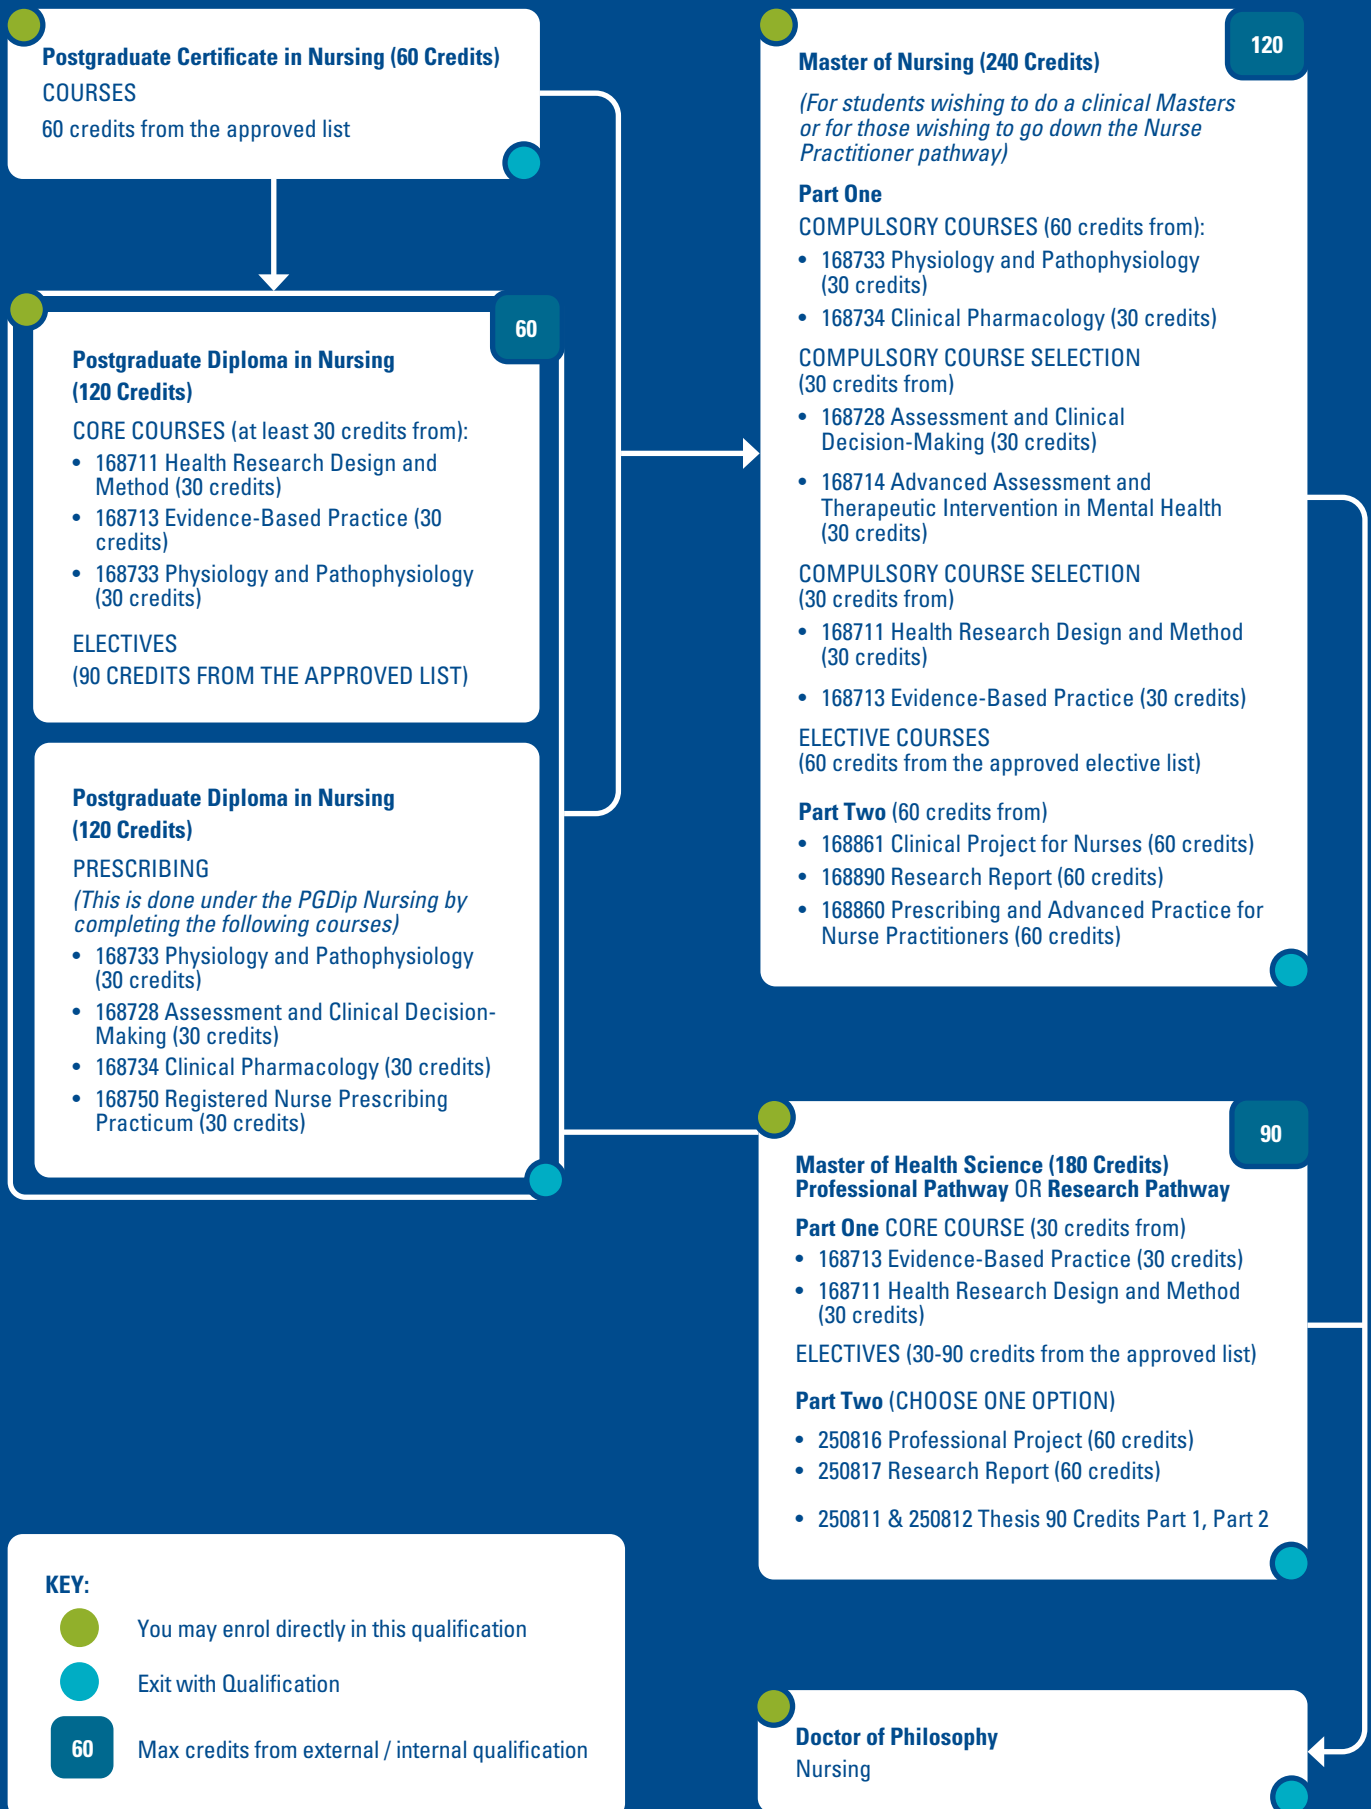 Postgraduate Certificate in Nursing (60 Credits)
COURSES
60 credits from the approved list
60
Postgraduate Diploma in Nursing
(120 Credits)
CORE COURSES (at least 30 credits from):
• 168711 Health Research Design and
Method (30 credits)
• 168713 Evidence-Based Practice (30
credits)
• 168733 Physiology and Pathophysiology
(30 credits)
ELECTIVES
(90 CREDITS FROM THE APPROVED LIST)
Postgraduate Diploma in Nursing
(120 Credits)
PRESCRIBING
(This is done under the PGDip Nursing by
completing the following courses)
• 168733 Physiology and Pathophysiology
(30 credits)
• 168728 Assessment and Clinical Decision-
Making (30 credits)
• 168734 Clinical Pharmacology (30 credits)
• 168750 Registered Nurse Prescribing
Practicum (30 credits)
120
Master of Nursing (240 Credits)
(For students wishing to do a clinical Masters
or for those wishing to go down the Nurse
Practitioner pathway)
Part One
COMPULSORY COURSES (60 credits from):
• 168733 Physiology and Pathophysiology
(30 credits)
• 168734 Clinical Pharmacology (30 credits)
COMPULSORY COURSE SELECTION
(30 credits from)
• 168728 Assessment and Clinical
Decision-Making (30 credits)
• 168714 Advanced Assessment and
Therapeutic Intervention in Mental Health
(30 credits)
COMPULSORY COURSE SELECTION
(30 credits from)
• 168711 Health Research Design and Method
(30 credits)
• 168713 Evidence-Based Practice (30 credits)
ELECTIVE COURSES
(60 credits from the approved elective list)
Part Two (60 credits from)
• 168861 Clinical Project for Nurses (60 credits)
• 168890 Research Report (60 credits)
• 168860 Prescribing and Advanced Practice for
Nurse Practitioners (60 credits)
90
Master of Health Science (180 Credits)
Professional Pathway OR Research Pathway
Part One CORE COURSE (30 credits from)
• 168713 Evidence-Based Practice (30 credits)
• 168711 Health Research Design and Method
(30 credits)
ELECTIVES (30-90 credits from the approved list)
Part Two (CHOOSE ONE OPTION)
• 250816 Professional Project (60 credits)
• 250817 Research Report (60 credits)
• 250811 & 250812 Thesis 90 Credits Part 1, Part 2
KEY:
You may enrol directly in this qualification
Exit with Qualification
60 Max credits from external / internal qualification
Doctor of Philosophy
Nursing